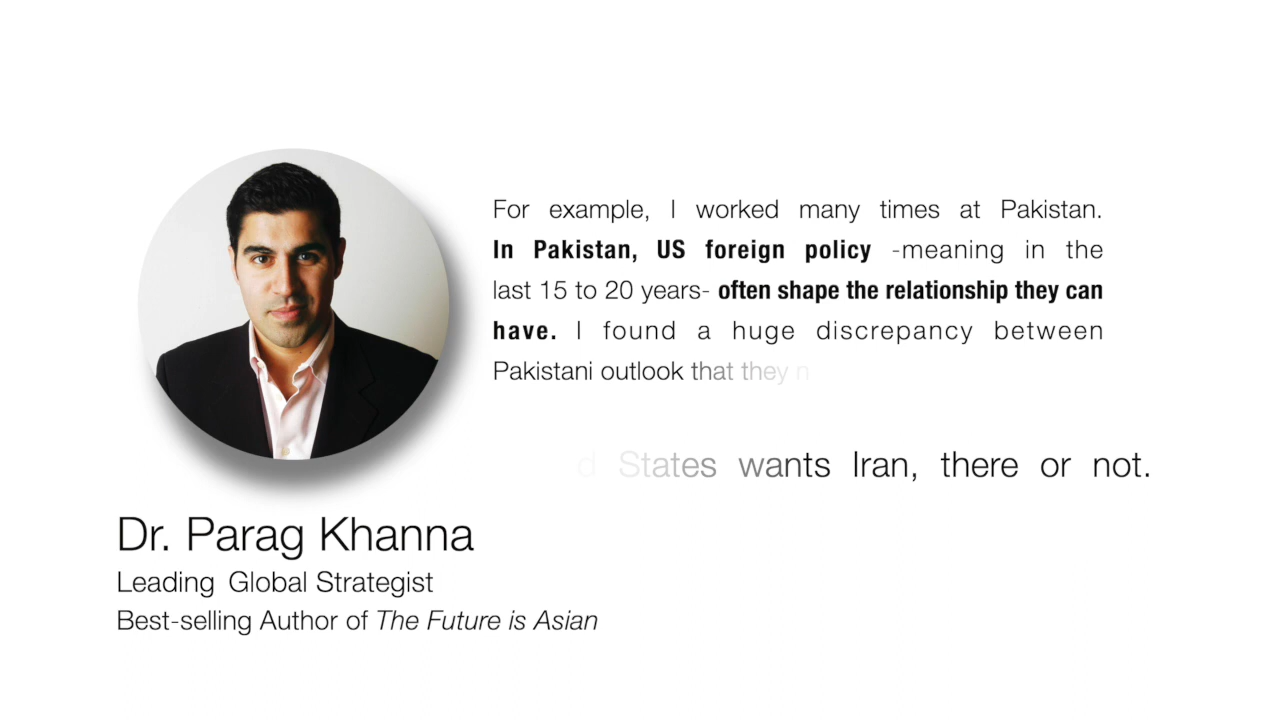 For example, I worked many times at Pakistan.
In Pakistan, US foreign policy -meaning in the
last 15 to 20 years- often shape the relationship they can
have. I found a huge discrepancy between
Pakistani outlook that they
States wants Iran, there or not.
Dr. Parag Khanna
Leading Global Strategist
Best-selling Author of The Future is Asian